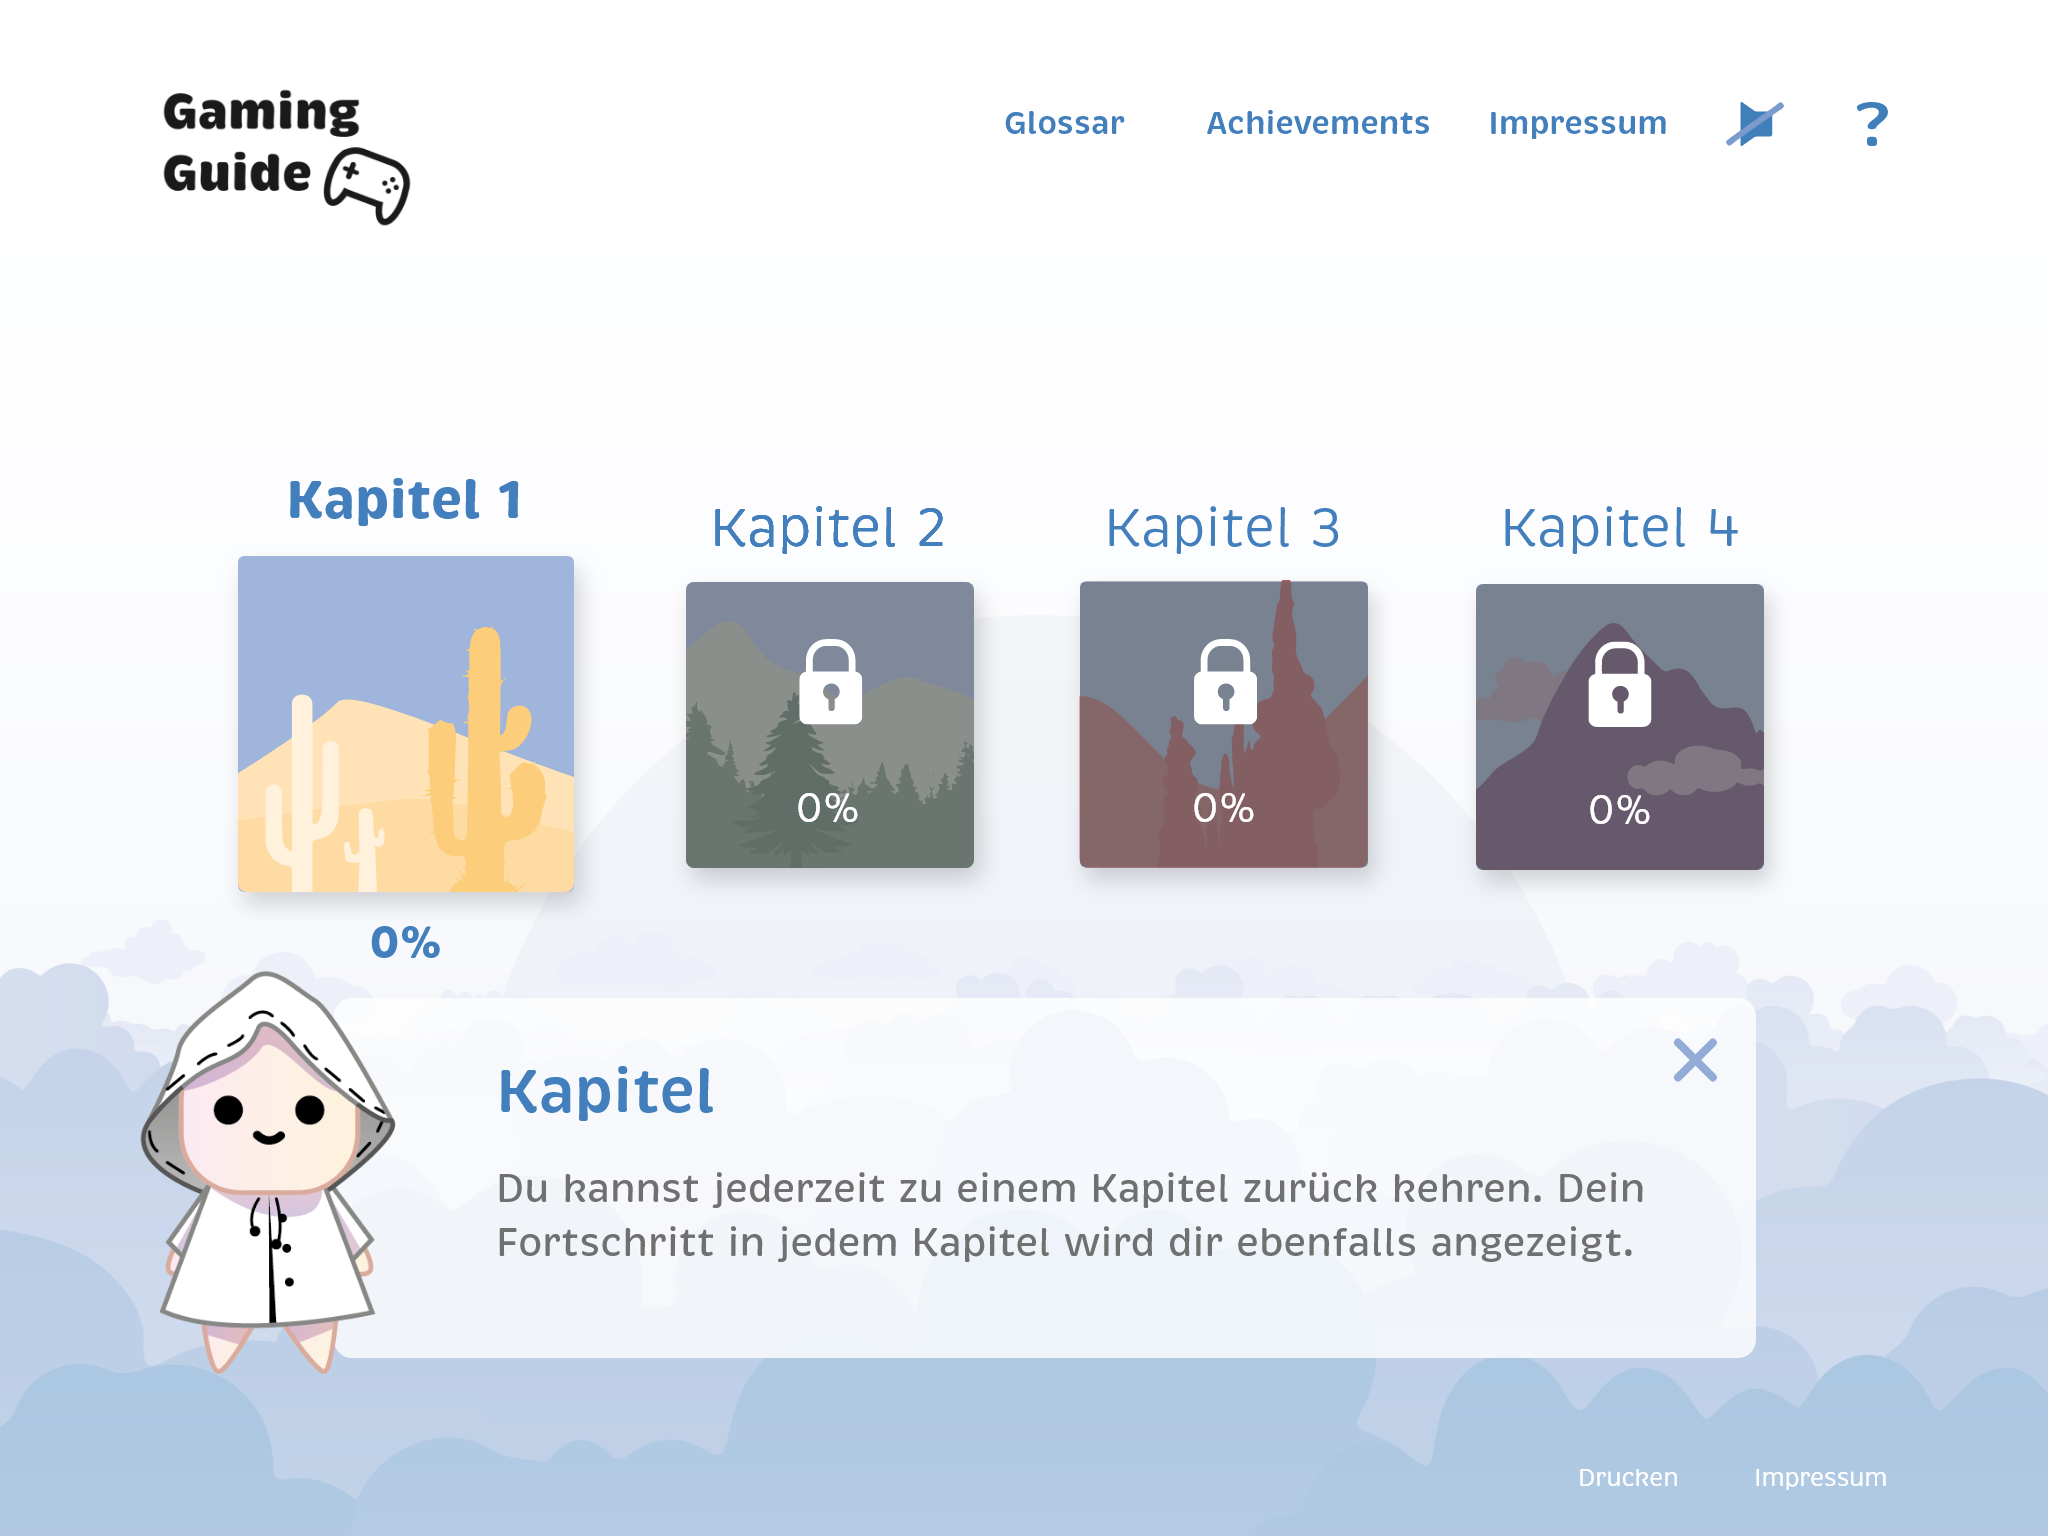 Gaming
Guide
Glossar Achievements Impressum ?
Kapitel 1
Kapitel 2
Kapitel 3
Kapitel 4
0%
0%
0%
0%
Kapitel
Du kannst jederzeit zu einem Kapitel zurück kehren. Dein
Fortschritt in jedem Kapitel wird dir ebenfalls angezeigt.
Drucken Impressum